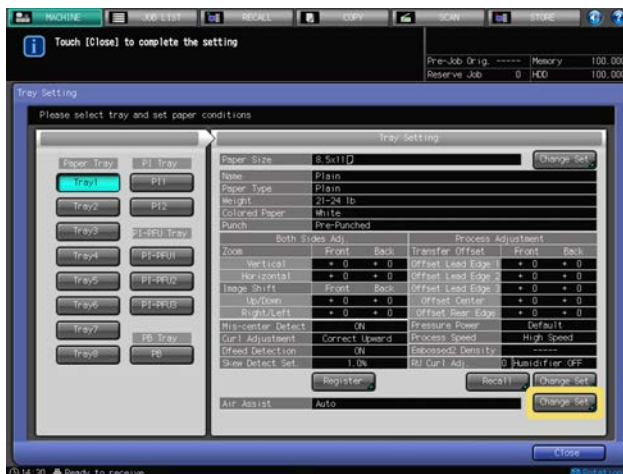 MACHINE JOB LIST RECALL COPY SCAN STORE
Touch [Close] to complete the setting
Pre-Job Orig. ----- Memory 100.00
Reserve Job 0 HDD 100.00
Tray Setting
Please select tray and set paper conditions
Tray Setting
Paper Tray PI Tray
Tray1 PI1
Tray2 PI2
Tray3 PI-PFU Tray
Tray4 PI-PFU1
Tray5 PI-PFU2
Tray6 PI-PFU3
Tray7 PB Tray
Tray8 PB
Paper Size 8.5x11 Change Set
Name Plain
Paper Type Plain
Weight 21-24 lb
Colored Paper White
Punch Pre-Punched
Both Sides Adj. Process Adjustment
Zoom Front Back Transfer Offset Front Back
Vertical + 0 + 0 Offset Lead Edge 1 + 0 + 0
Horizontal + 0 + 0 Offset Lead Edge 2 + 0 + 0
Image Shift Front Back Offset Lead Edge 3 + 0 + 0
Up/Down + 0 + 0 Offset Center + 0 + 0
Right/Left + 0 + 0 Offset Rear Edge + 0 + 0
Mis-center Detect ON Pressure Power Default
Curl Adjustment Correct Upward Process Speed High Speed
Dfeed Detection ON Embossed2 Density -----
Skew Detect Set. 1.0% RU Curl Adj. 0 Humidifier:OFF
Register Recall Change Set
Air Assist Auto Change Set
Close
14:30 Ready to receive Rotation